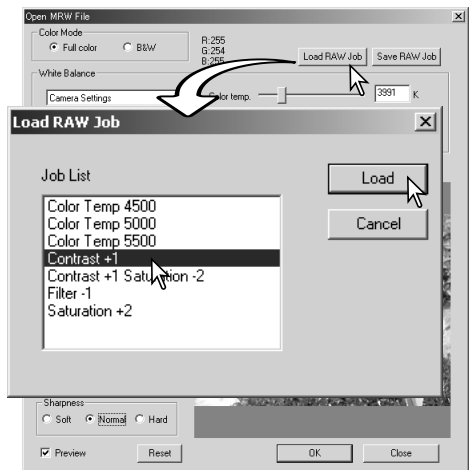 Open MRW File
Color Mode
Full color B&W
R:255
G:254
B:255
Load RAW Job Save RAW Job
White Balance
Camera Settings
Color temp. 3991 K
Load RAW Job
Job List
Color Temp 4500
Color Temp 5000
Color Temp 5500
Contrast +1
Contrast +1 Saturation -2
Filter -1
Saturation +2
Load
Cancel
Sharpness
Soft Normal Hard
Preview Reset OK Close